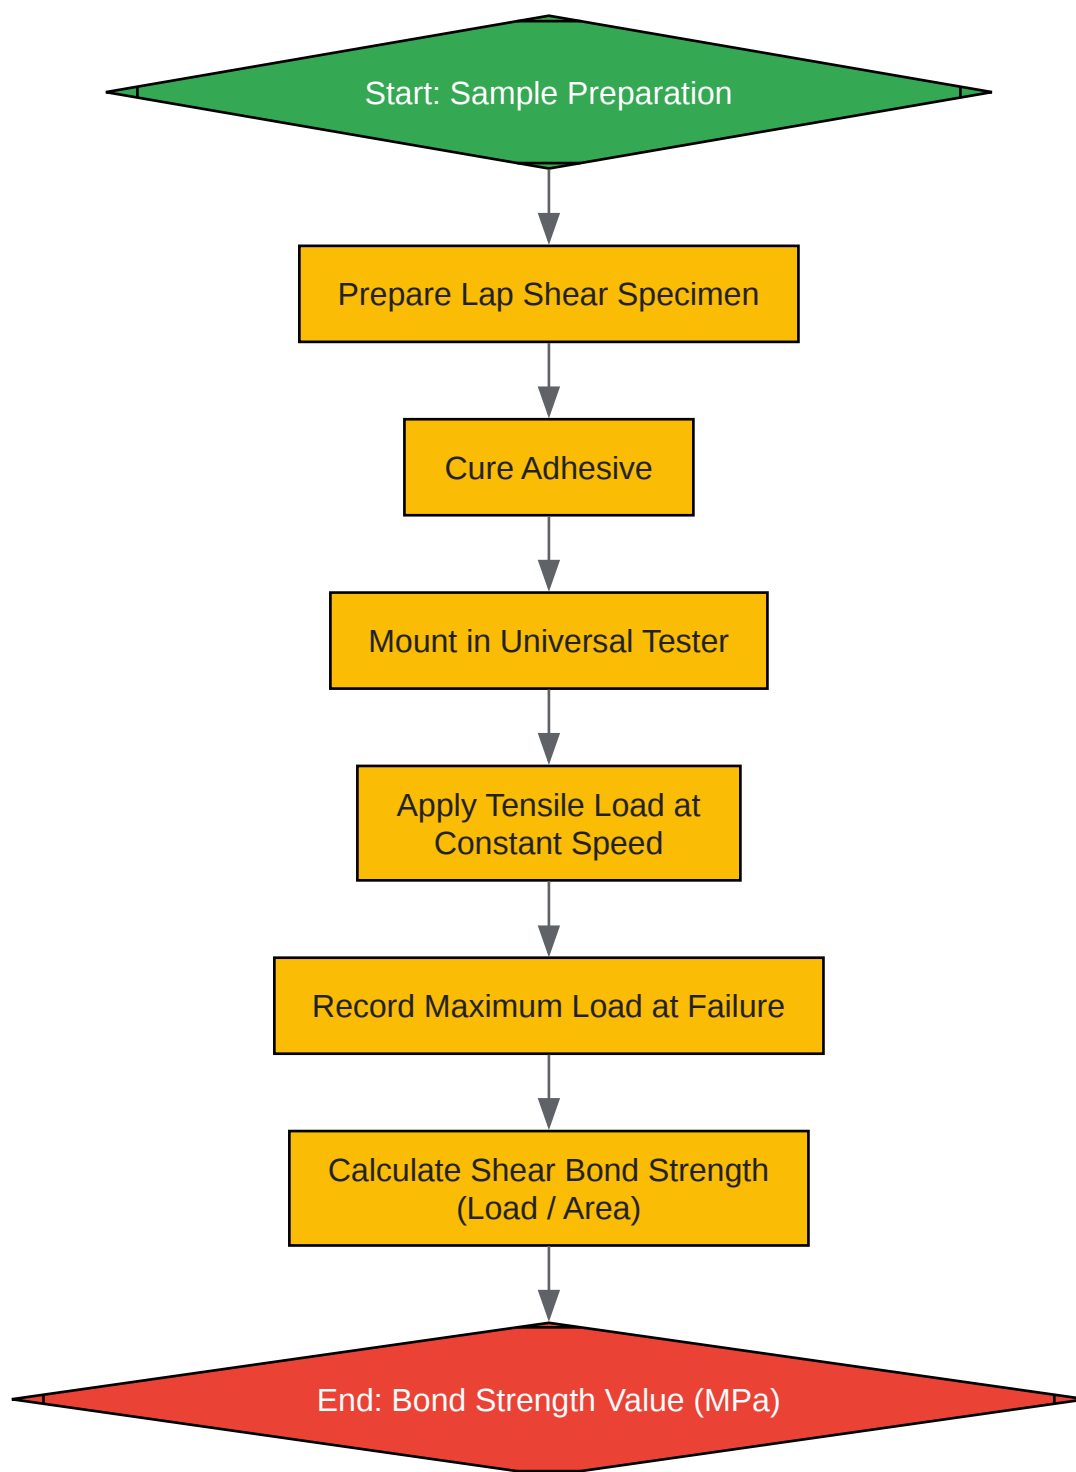 Start: Sample Preparation
Prepare Lap Shear Specimen
Cure Adhesive
Mount in Universal Tester
Apply Tensile Load at
Constant Speed
Record Maximum Load at Failure
Calculate Shear Bond Strength
(Load / Area)
End: Bond Strength Value (MPa)